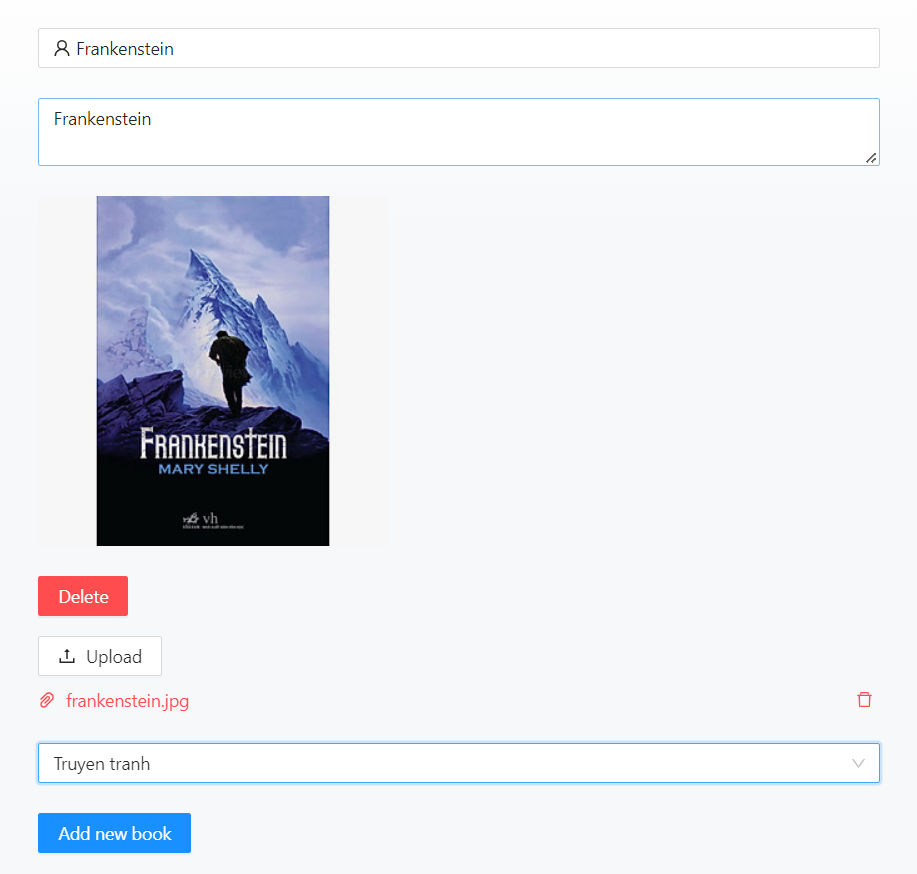 Frankenstein
Frankenstein
FRANKENSTEIN
MARY SHELLY
vh
Delete
Upload
frankenstein.jpg
Truyen tranh
Add new book